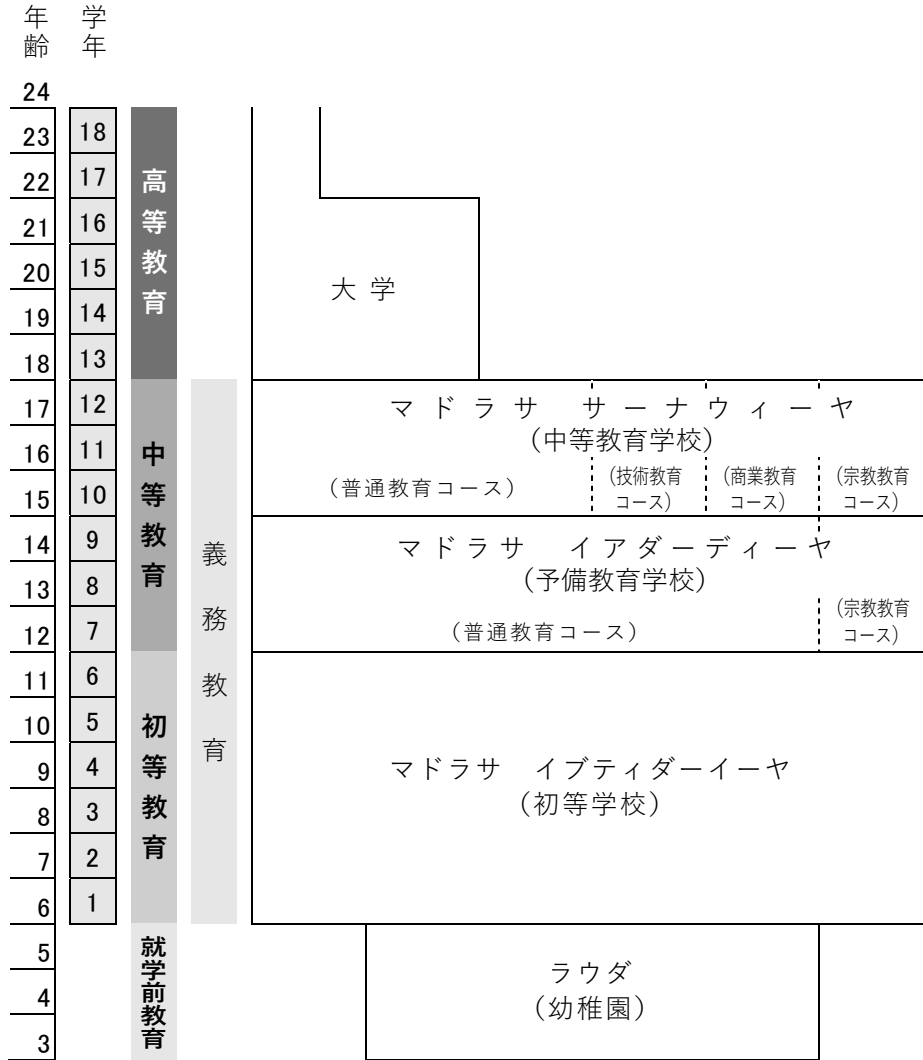 年齢
学年
24
23 18
22 17
21 16
20 15
19 14
18 13
17 12
16 11
15 10
14 9
13 8
12 7
11 6
10 5
9 4
8 3
7 2
6 1
5
4
3
高等教育
中等教育
初等教育
就学前教育
義務教育
大学
マドラサ サーナウィーヤ
(中等教育学校)
(普通教育コース)
(技術教育
コース)
(商業教育
コース)
(宗教教育
コース)
マドラサ イアダーディーヤ
(予備教育学校)
(普通教育コース)
(宗教教育
コース)
マドラサ イブティダーイーヤ
(初等学校)
ラウダ
(幼稚園)